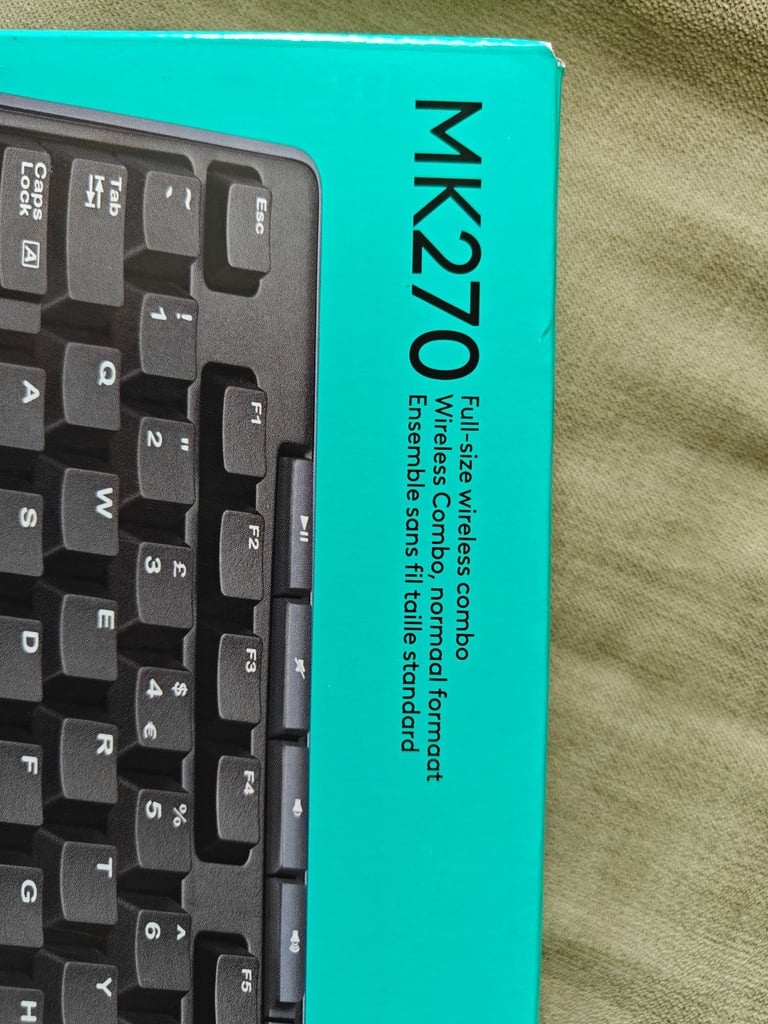 MK270
Full-size wireless combo
Wireless Combo, normaal formaat
Ensemble sans fil taille standard
Esc
F1
F2
F3
F4
F5
~
! 1
" 2
£ 3
$ 4 €
% 5
^ 6
Tab
Q
W
E
R
T
Y
Caps
Lock
A
A
S
D
F
G
H